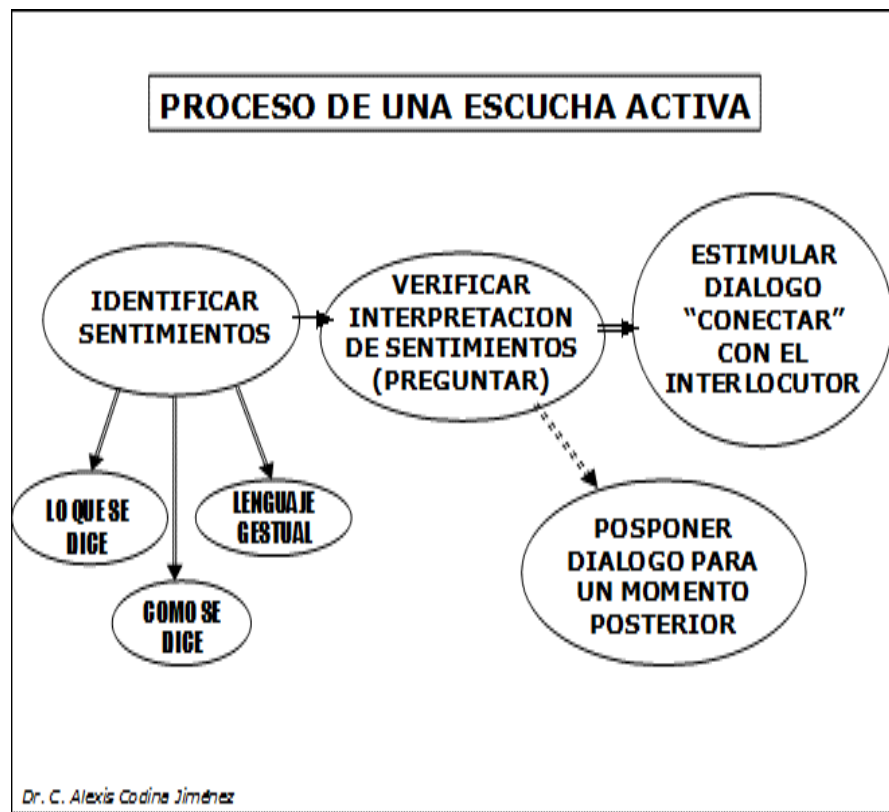 PROCESO DE UNA ESCUCHA ACTIVA
IDENTIFICAR
SENTIMIENTOS
VERIFICAR
INTERPRETACION
DE SENTIMIENTOS
(PREGUNTAR)
ESTIMULAR
DIALOGO
“CONECTAR”
CON EL
INTERLOCUTOR
LO QUE SE
DICE
COMO SE
DICE
LENGUAJE
GESTUAL
POSPONER
DIALOGO PARA
UN MOMENTO
POSTERIOR
Dr. C. Alexis Codina Jiménez